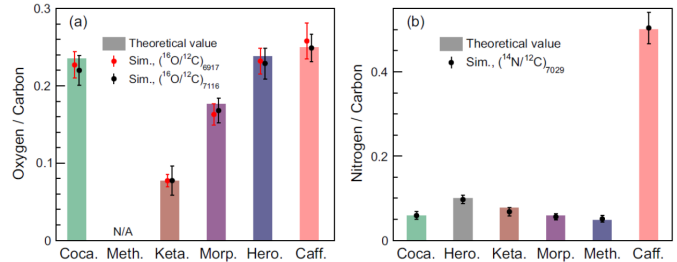 (a)
Theoretical value
Sim., (¹⁶O/¹²C)₆₉₁₇
Sim., (¹⁶O/¹²C)₇₁₁₆
Oxygen / Carbon
0.3
0.2
0.1
0
N/A
Coca. Meth. Keta. Morp. Hero. Caff.
(b)
Theoretical value
Sim., (¹⁴N/¹²C)₇₀₂₉
Nitrogen / Carbon
0.4
0.2
0
Coca. Hero. Keta. Morp. Meth. Caff.